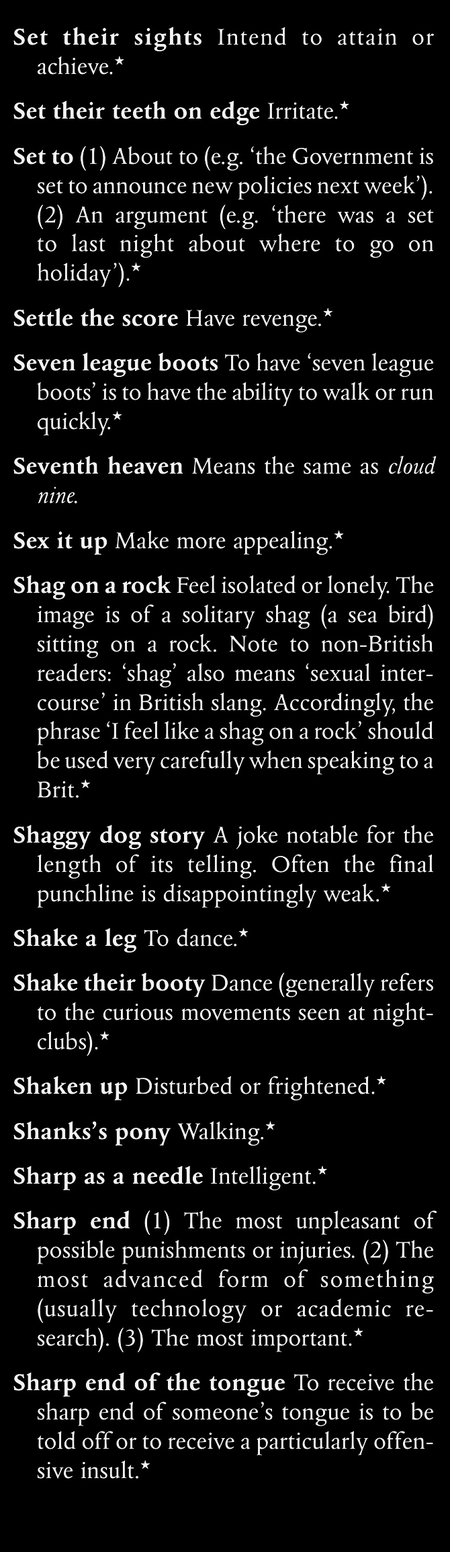 Set their sights Intend to attain or
achieve.★
Set their teeth on edge Irritate.★
Set to (1) About to (e.g. ‘the Government is
set to announce new policies next week’).
(2) An argument (e.g. ‘there was a set
to last night about where to go on
holiday’).★
Settle the score Have revenge.★
Seven league boots To have ‘seven league
boots’ is to have the ability to walk or run
quickly.★
Seventh heaven Means the same as cloud
nine.
Sex it up Make more appealing.★
Shag on a rock Feel isolated or lonely. The
image is of a solitary shag (a sea bird)
sitting on a rock. Note to non-British
readers: ‘shag’ also means ‘sexual inter-
course’ in British slang. Accordingly, the
phrase ‘I feel like a shag on a rock’ should
be used very carefully when speaking to a
Brit.★
Shaggy dog story A joke notable for the
length of its telling. Often the final
punchline is disappointingly weak.★
Shake a leg To dance.★
Shake their booty Dance (generally refers
to the curious movements seen at night-
clubs).★
Shaken up Disturbed or frightened.★
Shanks’s pony Walking.★
Sharp as a needle Intelligent.★
Sharp end (1) The most unpleasant of
possible punishments or injuries. (2) The
most advanced form of something
(usually technology or academic re-
search). (3) The most important.★
Sharp end of the tongue To receive the
sharp end of someone’s tongue is to be
told off or to receive a particularly offen-
sive insult.★